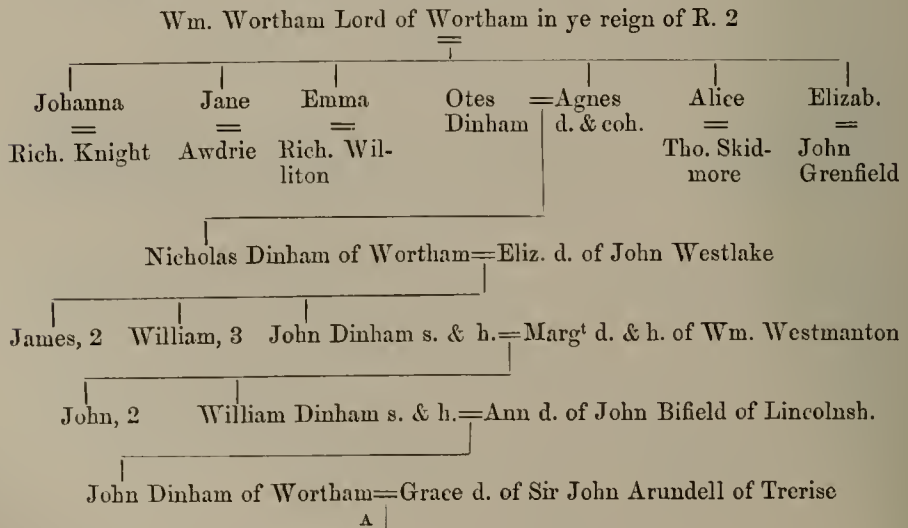 Wm. Wortham Lord of Wortham in ye reign of R. 2
=
Johanna Jane Emma Otes =Agnes Alice Elizab.
= = = Dinham d. & coh. = =
Rich. Knight Awdrie Rich. Wil- Tho. Skid- John
liton more Grenfield
Nicholas Dinham of Wortham=Eliz. d. of John Westlake
James, 2 William, 3 John Dinham s. & h.=Margt d. & h. of Wm. Westmanton
John, 2 William Dinham s. & h.=Ann d. of John Bifield of Lincolnsh.
John Dinham of Wortham=Grace d. of Sir John Arundell of Trerise
A